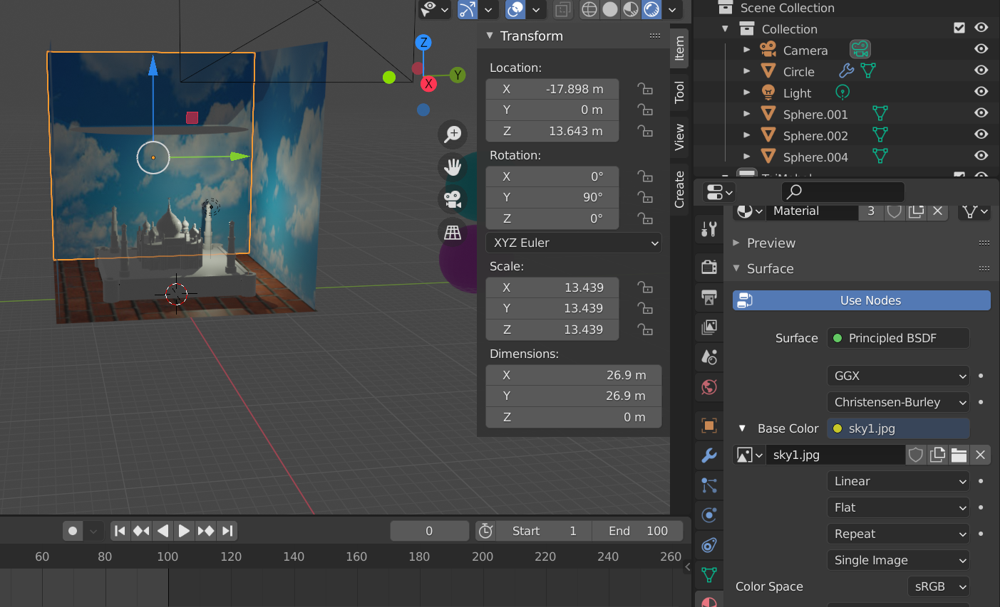 Scene Collection
Collection
Camera
Circle
Light
Sphere.001
Sphere.002
Sphere.004
Transform
Location:
X -17.898 m
Y 0 m
Z 13.643 m
Rotation:
X 0°
Y 90°
Z 0°
XYZ Euler
Scale:
X 13.439
Y 13.439
Z 13.439
Dimensions:
X 26.9 m
Y 26.9 m
Z 0 m
Item
Tool
View
Create
Z
Y
X
Material 3
Preview
Surface
Use Nodes
Surface Principled BSDF
GGX
Christensen-Burley
Base Color sky1.jpg
sky1.jpg
Linear
Flat
Repeat
Single Image
Color Space sRGB
0 Start 1 End 100
60 80 100 120 140 160 180 200 220 240 260